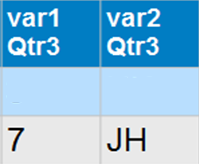 var1 var2
Qtr3 Qtr3
7 JH